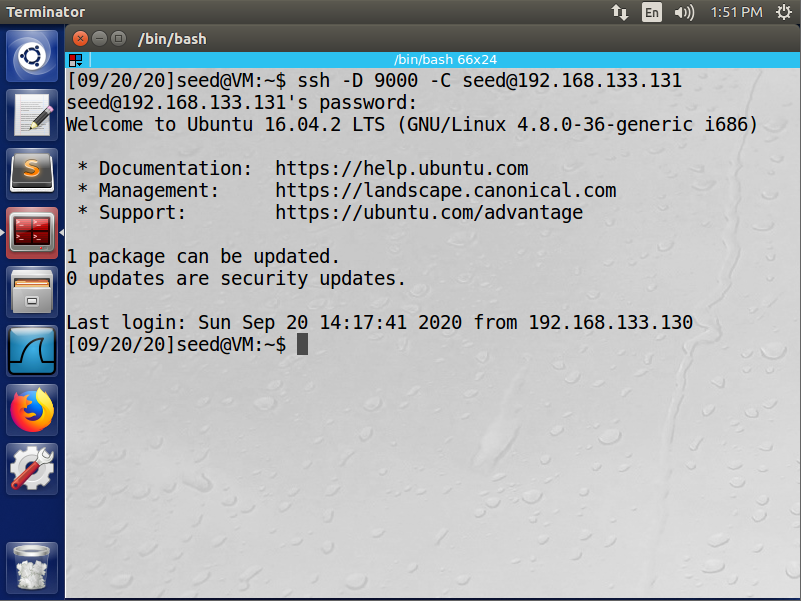 Terminator
En
1:51 PM
/bin/bash
/bin/bash 66x24
[09/20/20]seed@VM:~$ ssh -D 9000 -C seed@192.168.133.131
seed@192.168.133.131's password:
Welcome to Ubuntu 16.04.2 LTS (GNU/Linux 4.8.0-36-generic i686)
* Documentation:  https://help.ubuntu.com
* Management:     https://landscape.canonical.com
* Support:        https://ubuntu.com/advantage
1 package can be updated.
0 updates are security updates.
Last login: Sun Sep 20 14:17:41 2020 from 192.168.133.130
[09/20/20]seed@VM:~$